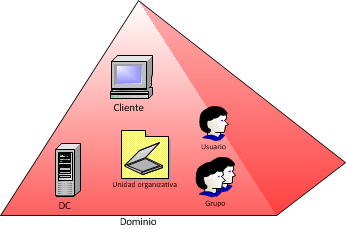 Cliente
Usuario
Unidad organizativa
DC
Grupo
Dominio